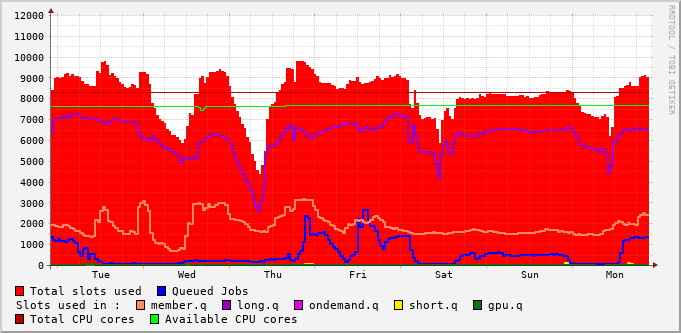 RRDTOOL / TOBI OETIKER
12000
11000
10000
9000
8000
7000
6000
5000
4000
3000
2000
1000
0
Tue Wed Thu Fri Sat Sun Mon
Total slots used Queued Jobs
Slots used in : member.q long.q ondemand.q short.q gpu.q
Total CPU cores Available CPU cores